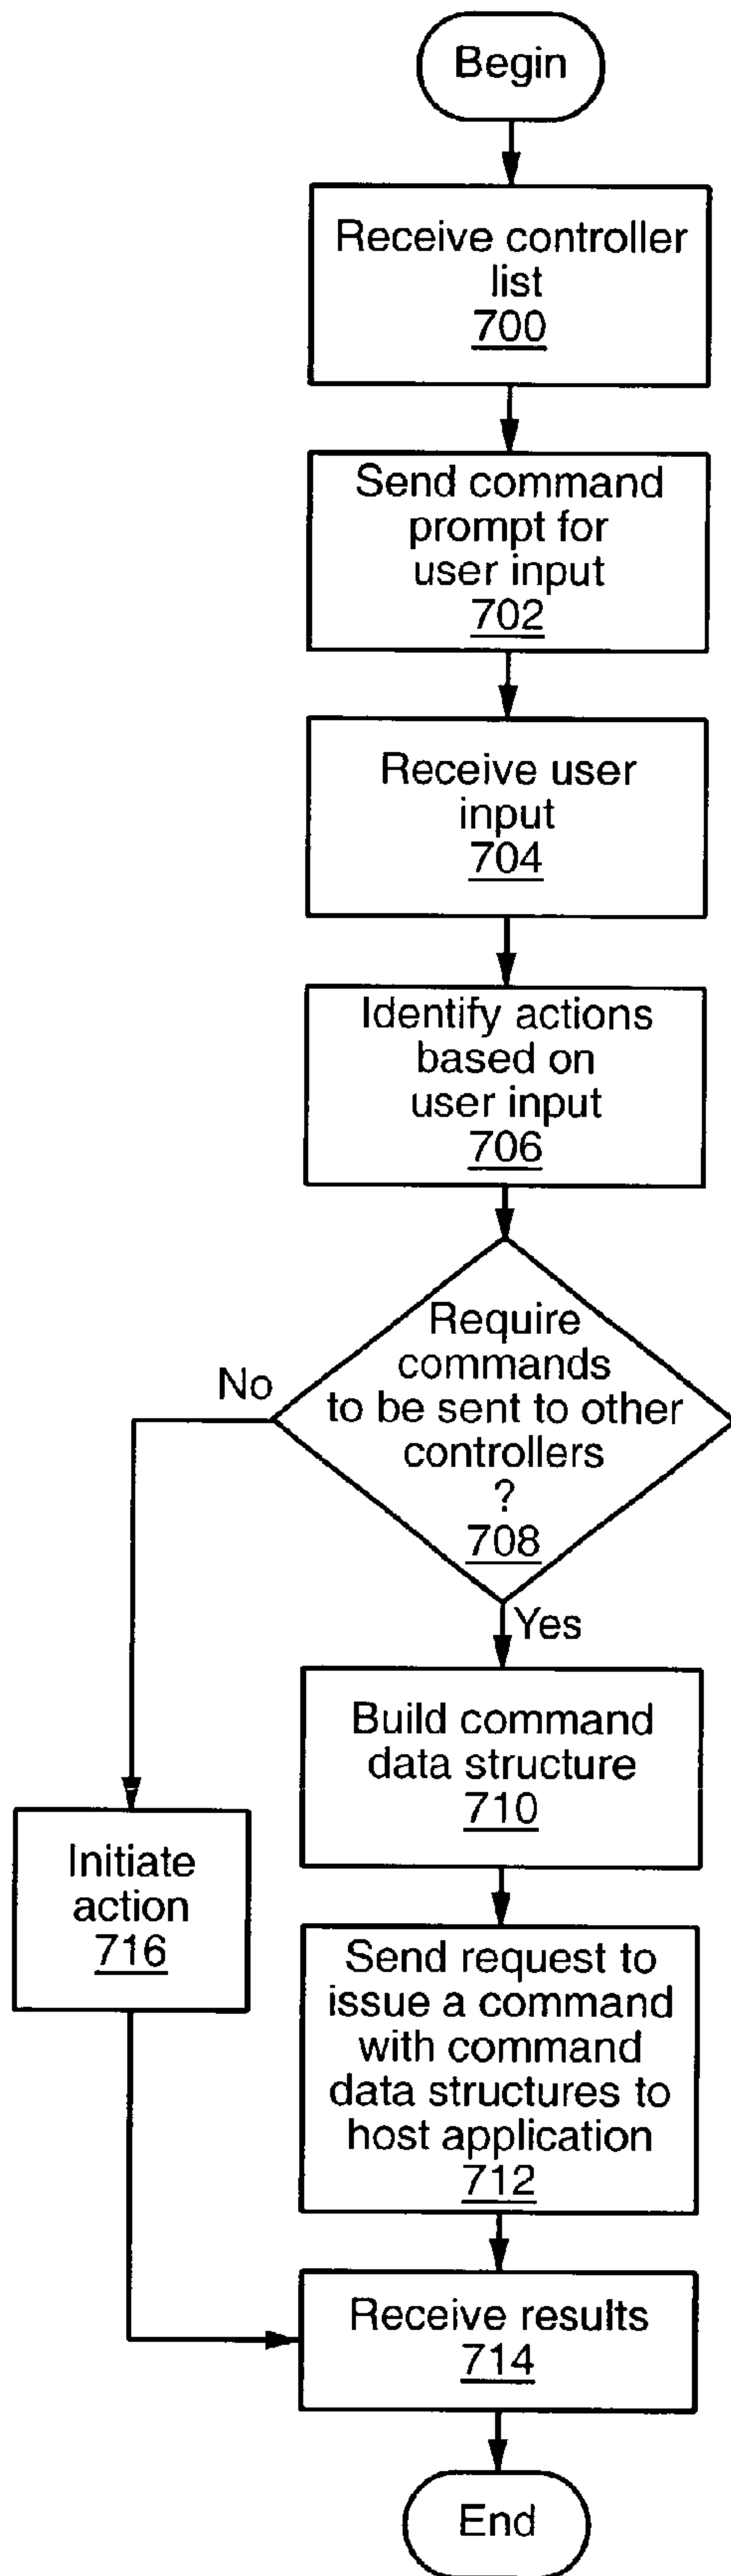 Begin
Receive controller
list
700
Send command
prompt for
user input
702
Receive user
input
704
Identify actions
based on
user input
706
Require
commands
to be sent to other
controllers
?
708
No
Yes
Build command
data structure
710
Initiate
action
716
Send request to
issue a command
with command
data structures to
host application
712
Receive results
714
End